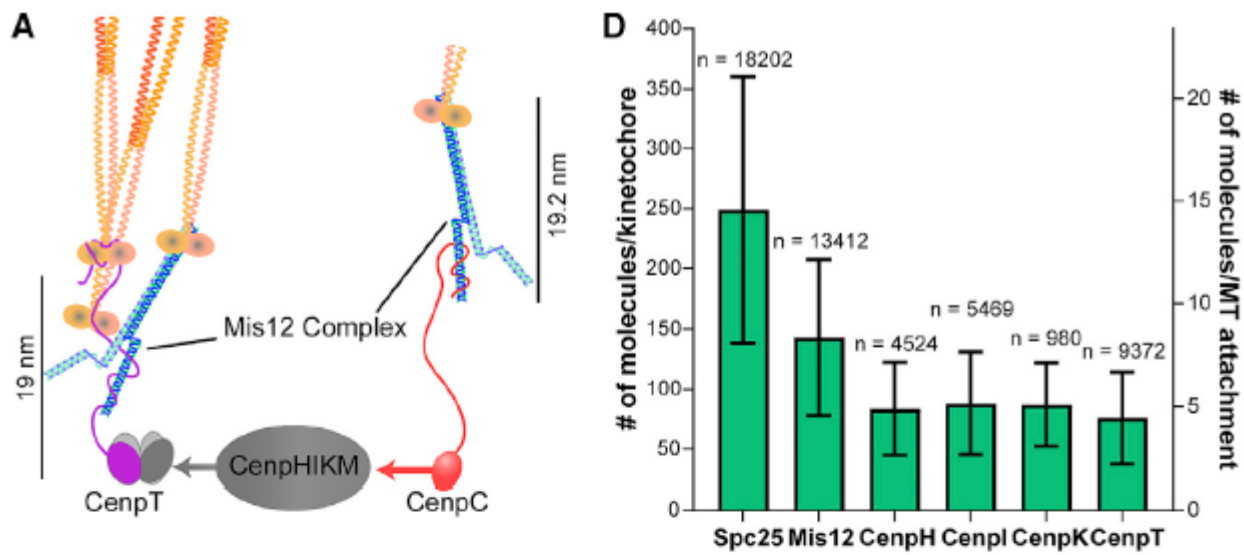 A
19 nm
Mis12 Complex
19.2 nm
CenpHIKM
CenpT
CenpC
D
# of molecules/kinetochore
400
350
300
250
200
150
100
50
0
n = 18202
n = 13412
n = 4524
n = 5469
n = 980
n = 9372
Spc25 Mis12 CenpH CenpI CenpK CenpT
20
15
10
5
0
# of molecules/MT attachment